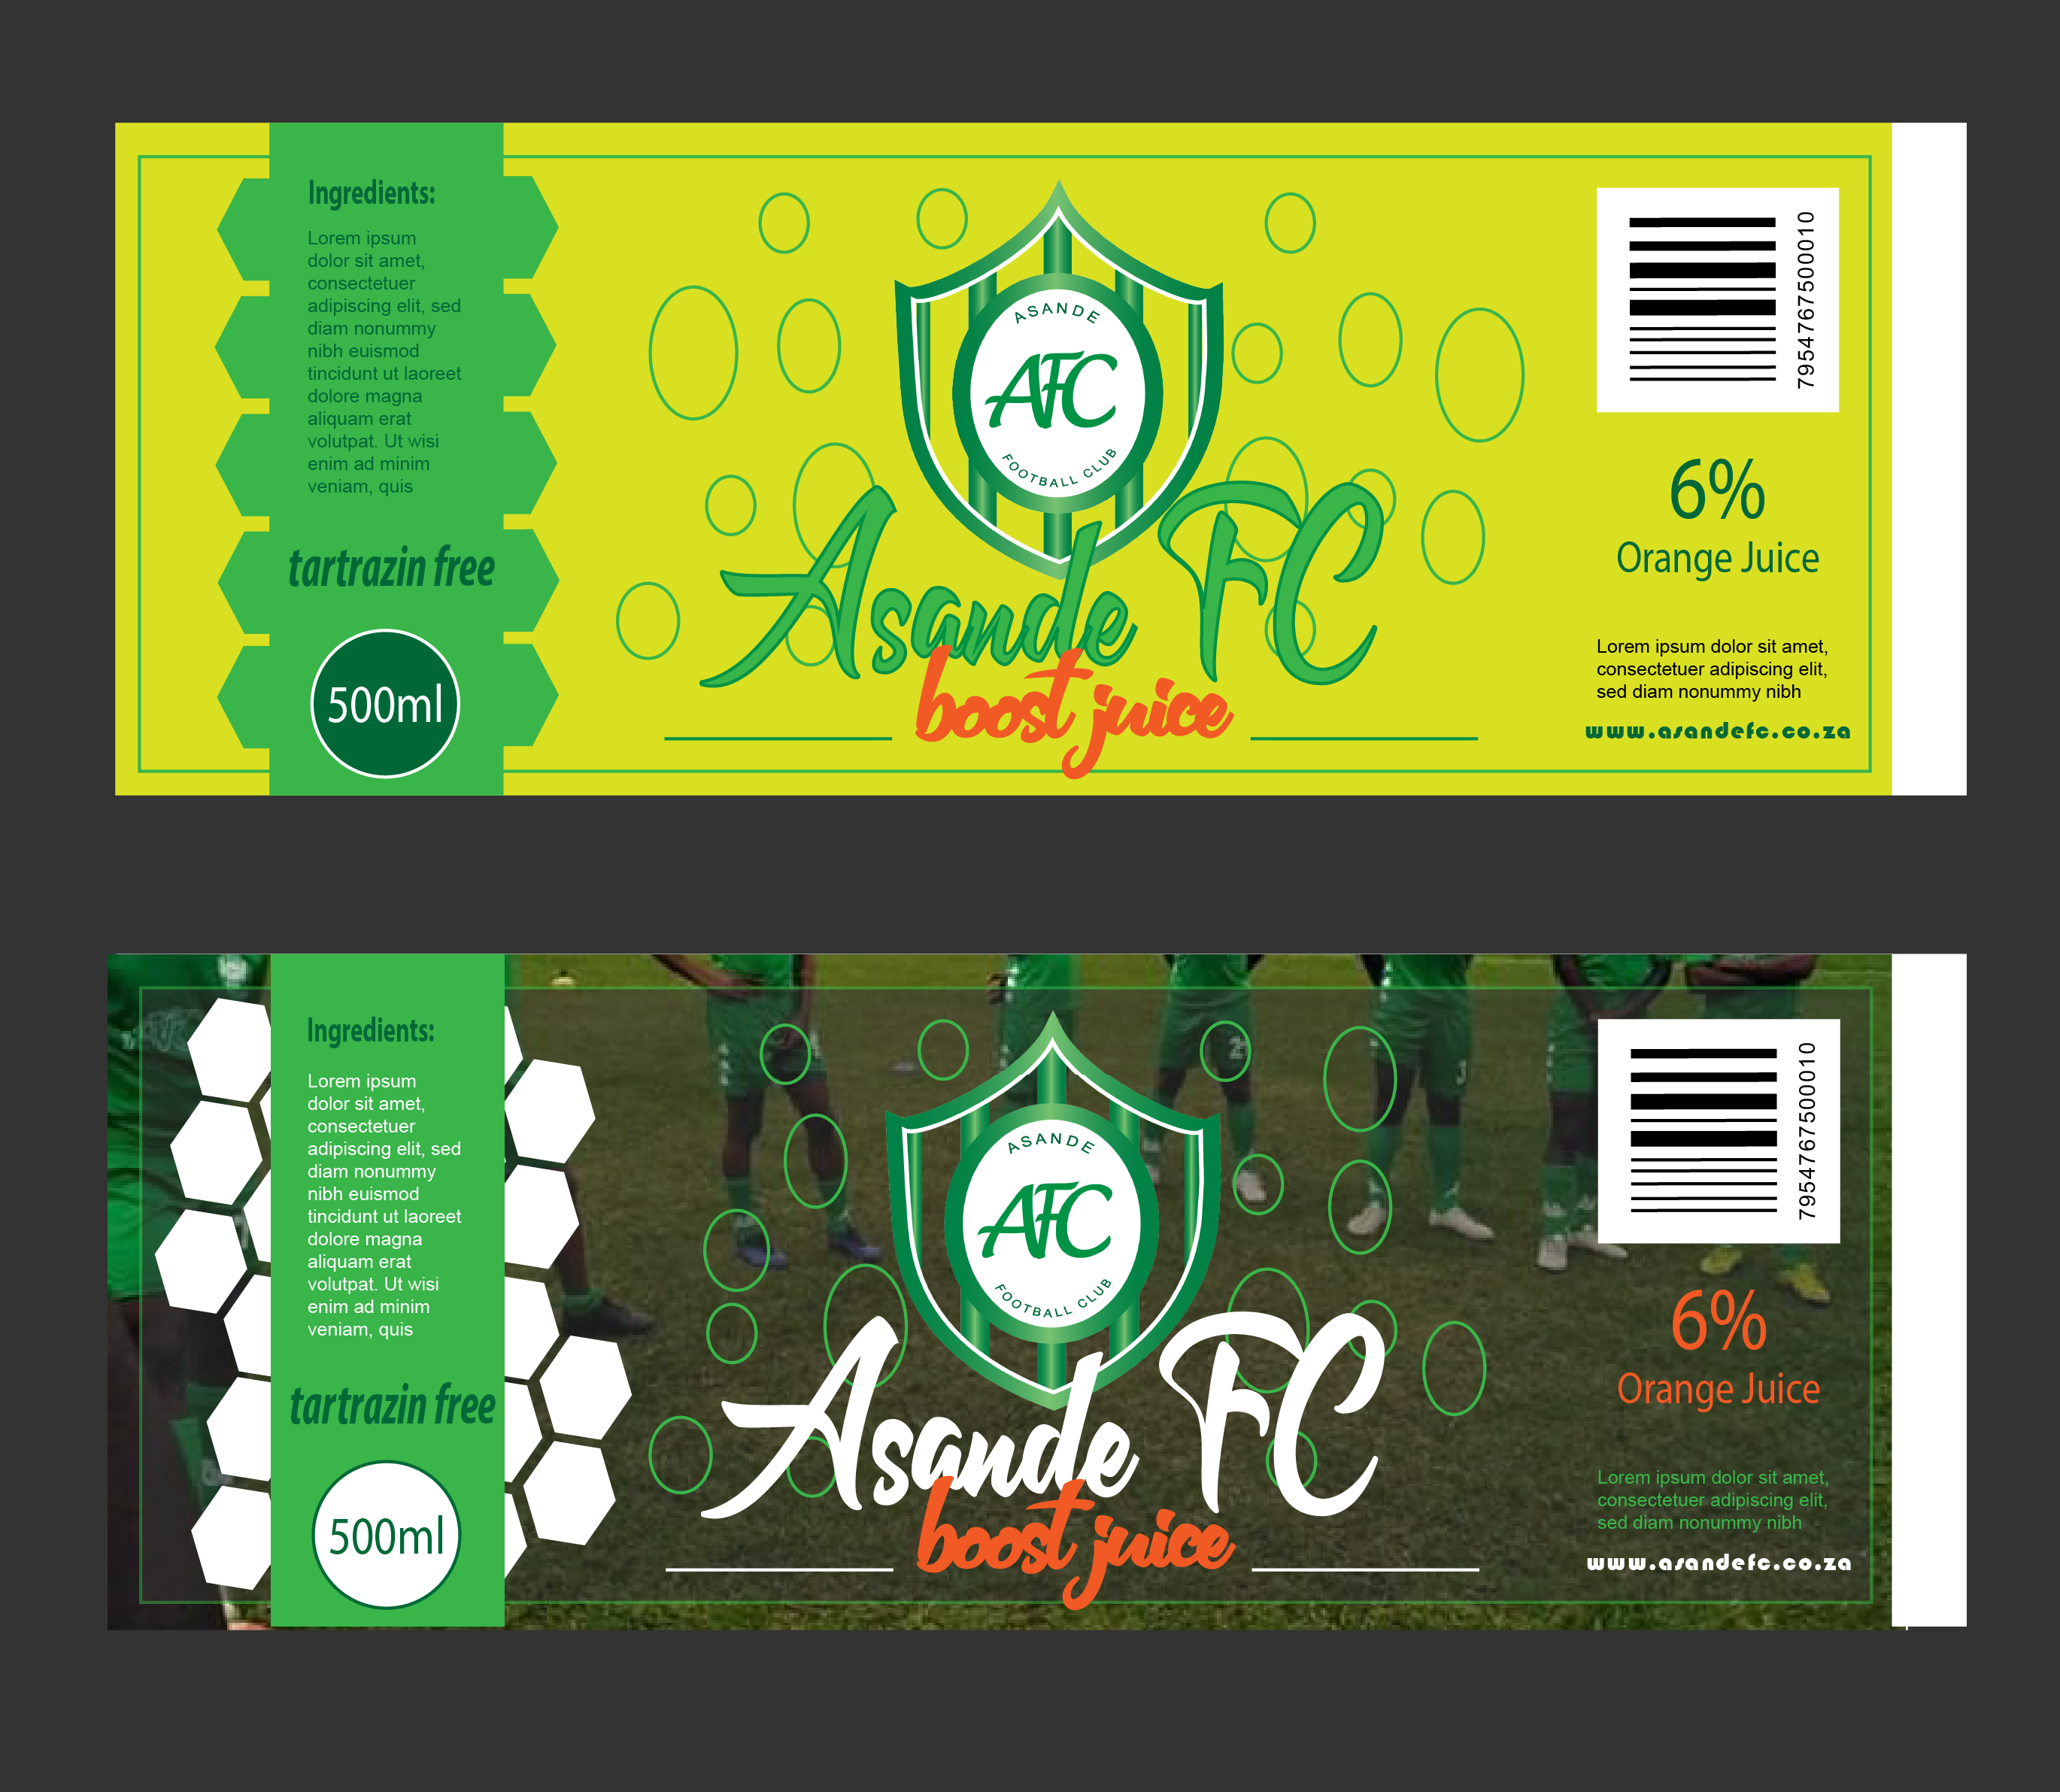 Ingredients:
Lorem ipsum
dolor sit amet,
consectetuer
adipiscing elit, sed
diam nonummy
nibh euismod
tincidunt ut laoreet
dolore magna
aliquam erat
volutpat. Ut wisi
enim ad minim
veniam, quis
tartrazin free
500ml
ASANDE
AFC
FOOTBALL CLUB
Asande FC
boost juice
7954767500010
6%
Orange Juice
Lorem ipsum dolor sit amet,
consectetuer adipiscing elit,
sed diam nonummy nibh
www.asandefc.co.za
Ingredients:
Lorem ipsum
dolor sit amet,
consectetuer
adipiscing elit, sed
diam nonummy
nibh euismod
tincidunt ut laoreet
dolore magna
aliquam erat
volutpat. Ut wisi
enim ad minim
veniam, quis
tartrazin free
500ml
ASANDE
AFC
FOOTBALL CLUB
Asande FC
boost juice
7954767500010
6%
Orange Juice
Lorem ipsum dolor sit amet,
consectetuer adipiscing elit,
sed diam nonummy nibh
www.asandefc.co.za